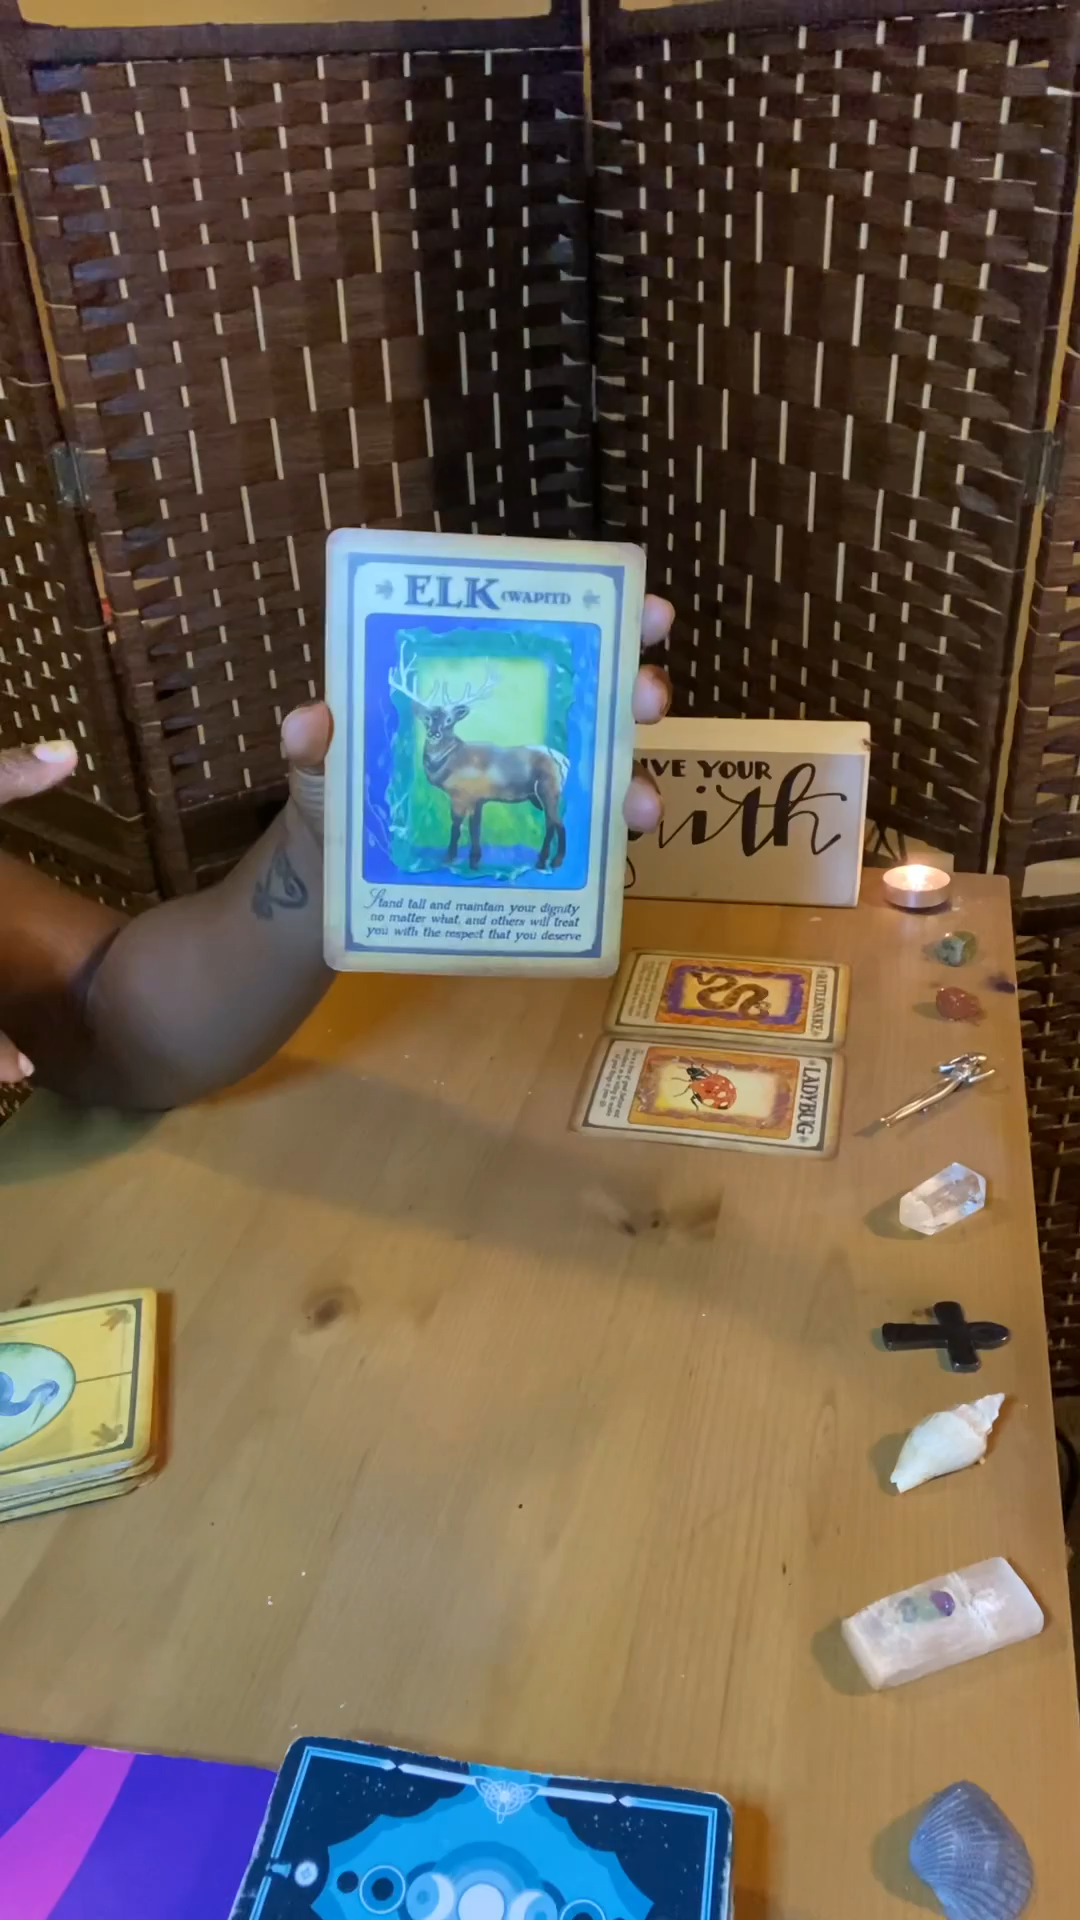 ELK (WAPITI)
Stand tall and maintain your dignity
no matter what, and others will treat
you with the respect that you deserve
IVE YOUR
ith
RATTLESNAKE
LADYBUG